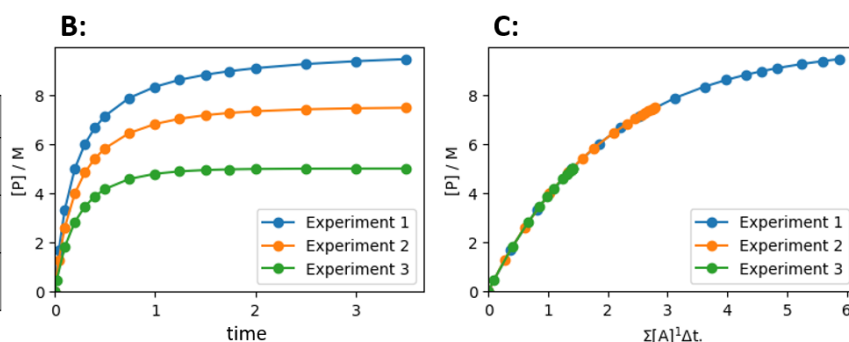 B:
[P] / M
8
6
4
2
0
0 1 2 3
time
Experiment 1
Experiment 2
Experiment 3
C:
[P] / M
8
6
4
2
0
0 1 2 3 4 5 6
Σ[A]¹Δt.
Experiment 1
Experiment 2
Experiment 3